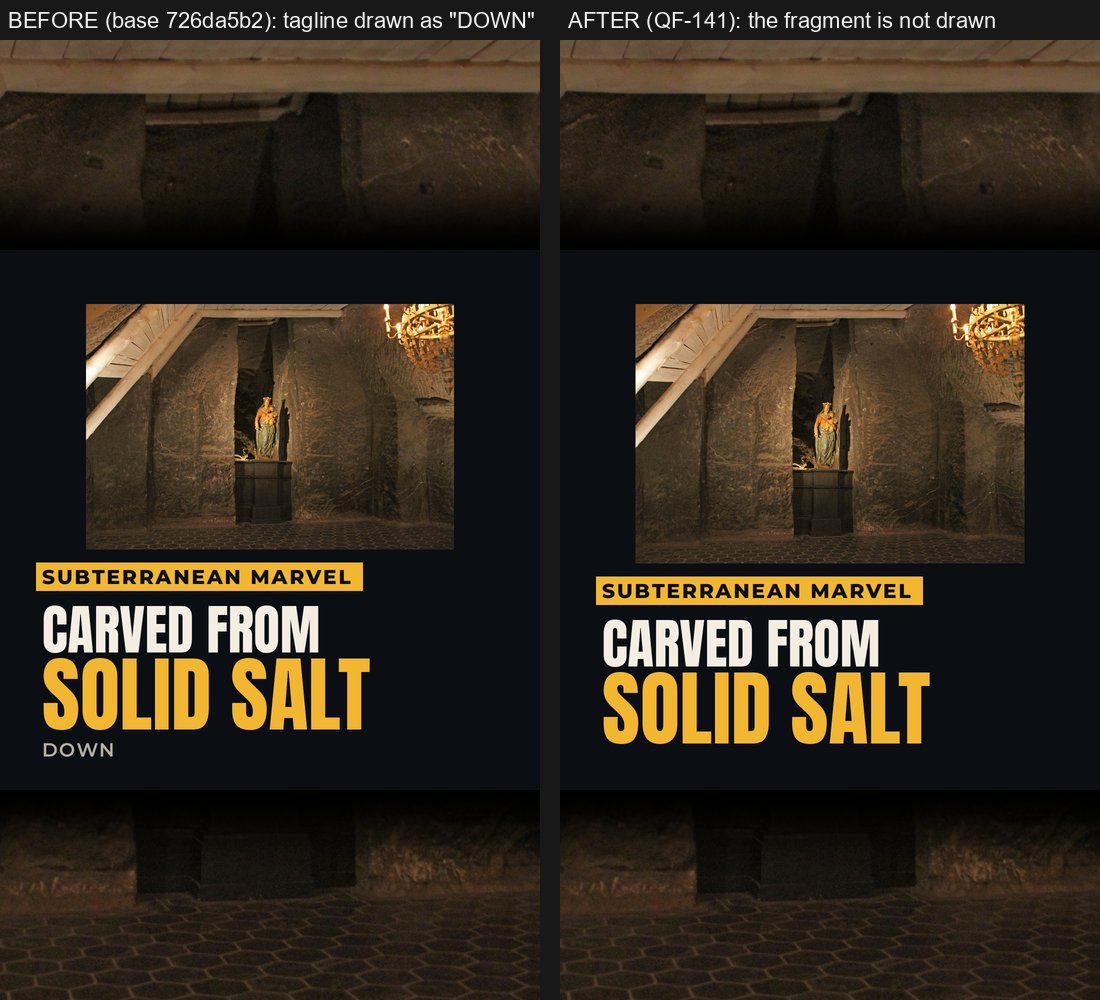 BEFORE (base 726da5b2): tagline drawn as "DOWN"
AFTER (QF-141): the fragment is not drawn
SUBTERRANEAN MARVEL
CARVED FROM
SOLID SALT
DOWN
SUBTERRANEAN MARVEL
CARVED FROM
SOLID SALT